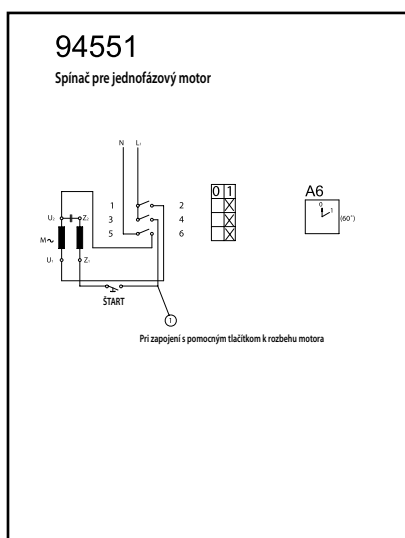 94551
Spínač pre jednofázový motor
N L₁
1 2
3 4
5 6
U₂ Z₂
M~
U₁ Z₁
ŠTART
0 1
A6
0
1
(60°)
1
Pri zapojení s pomocným tlačítkom k rozbehu motora